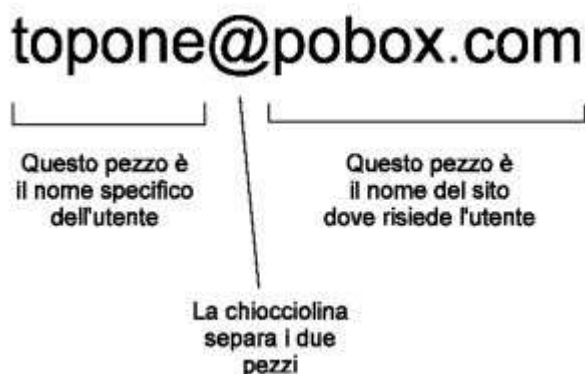 topone@pobox.com
Questo pezzo è
il nome specifico
dell'utente
Questo pezzo è
il nome del sito
dove risiede l'utente
La chiocciolina
separa i due
pezzi